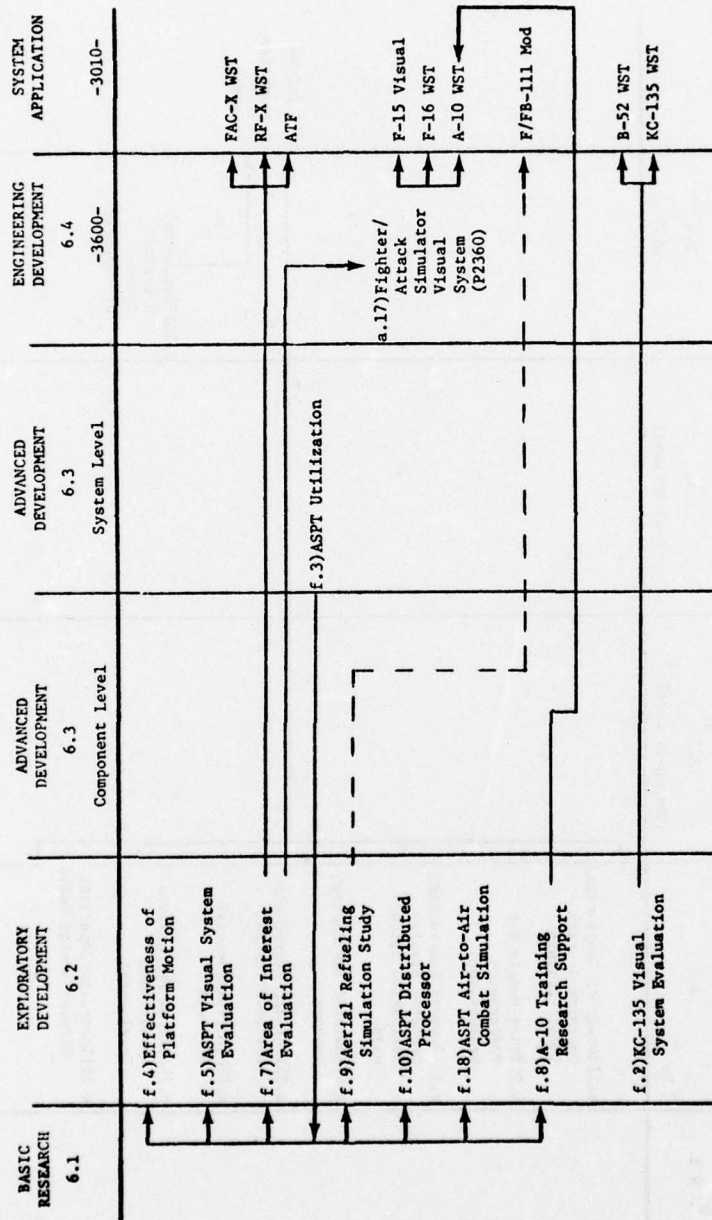 BASIC
RESEARCH
6.1
EXPLORATORY
DEVELOPMENT
6.2
ADVANCED
DEVELOPMENT
6.3
Component Level
ADVANCED
DEVELOPMENT
6.3
System Level
ENGINEERING
DEVELOPMENT
6.4
-3600-
SYSTEM
APPLICATION
-3010-
f.4)Effectiveness of
Platform Motion
f.5)ASPT Visual System
Evaluation
f.7)Area of Interest
Evaluation
f.9)Aerial Refueling
Simulation Study
f.10)ASPT Distributed
Processor
f.18)ASPT Air-to-Air
Combat Simulation
f.8)A-10 Training
Research Support
f.2)KC-135 Visual
System Evaluation
f.3)ASPT Utilization
a.17)Fighter/
Attack
Simulator
Visual
System
(P2360)
FAC-X WST
RF-X WST
ATF
F-15 Visual
F-16 WST
A-10 WST
F/FB-111 Mod
B-52 WST
KC-135 WST